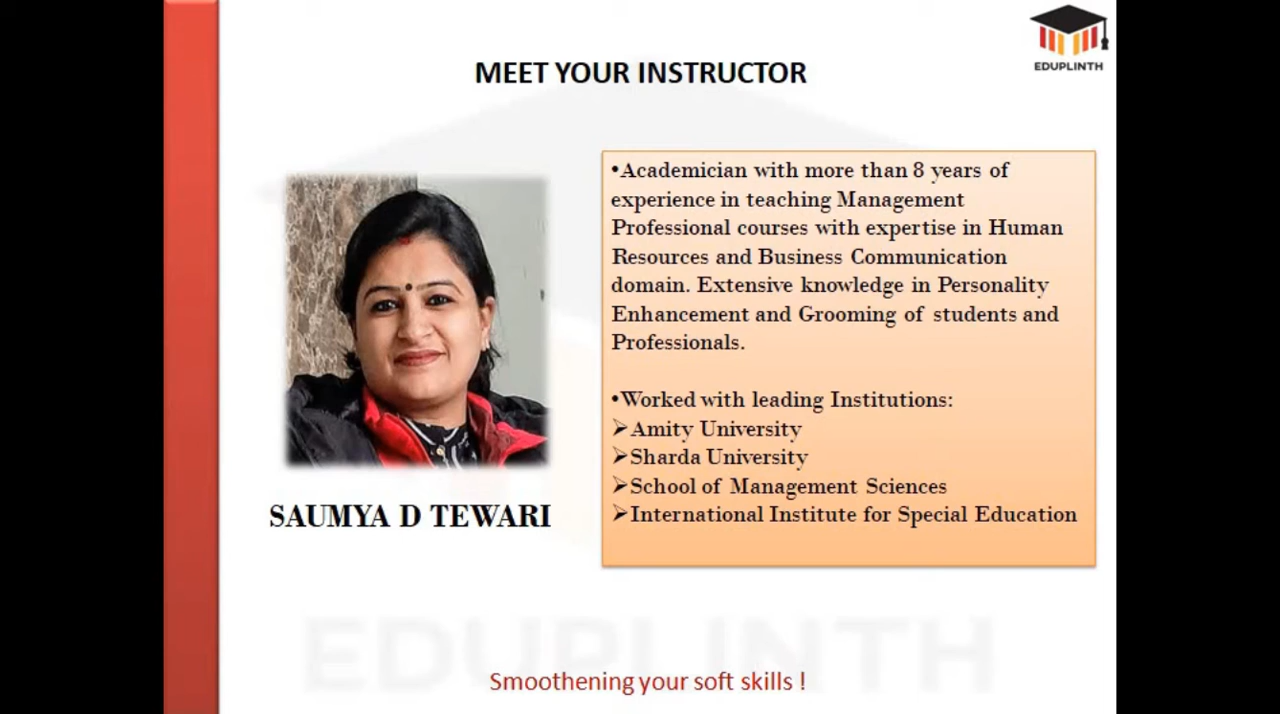 EDUPLINTH
MEET YOUR INSTRUCTOR
•Academician with more than 8 years of
experience in teaching Management
Professional courses with expertise in Human
Resources and Business Communication
domain. Extensive knowledge in Personality
Enhancement and Grooming of students and
Professionals.
•Worked with leading Institutions:
➢Amity University
➢Sharda University
➢School of Management Sciences
➢International Institute for Special Education
SAUMYA D TEWARI
EDUPLINTH
Smoothening your soft skills !